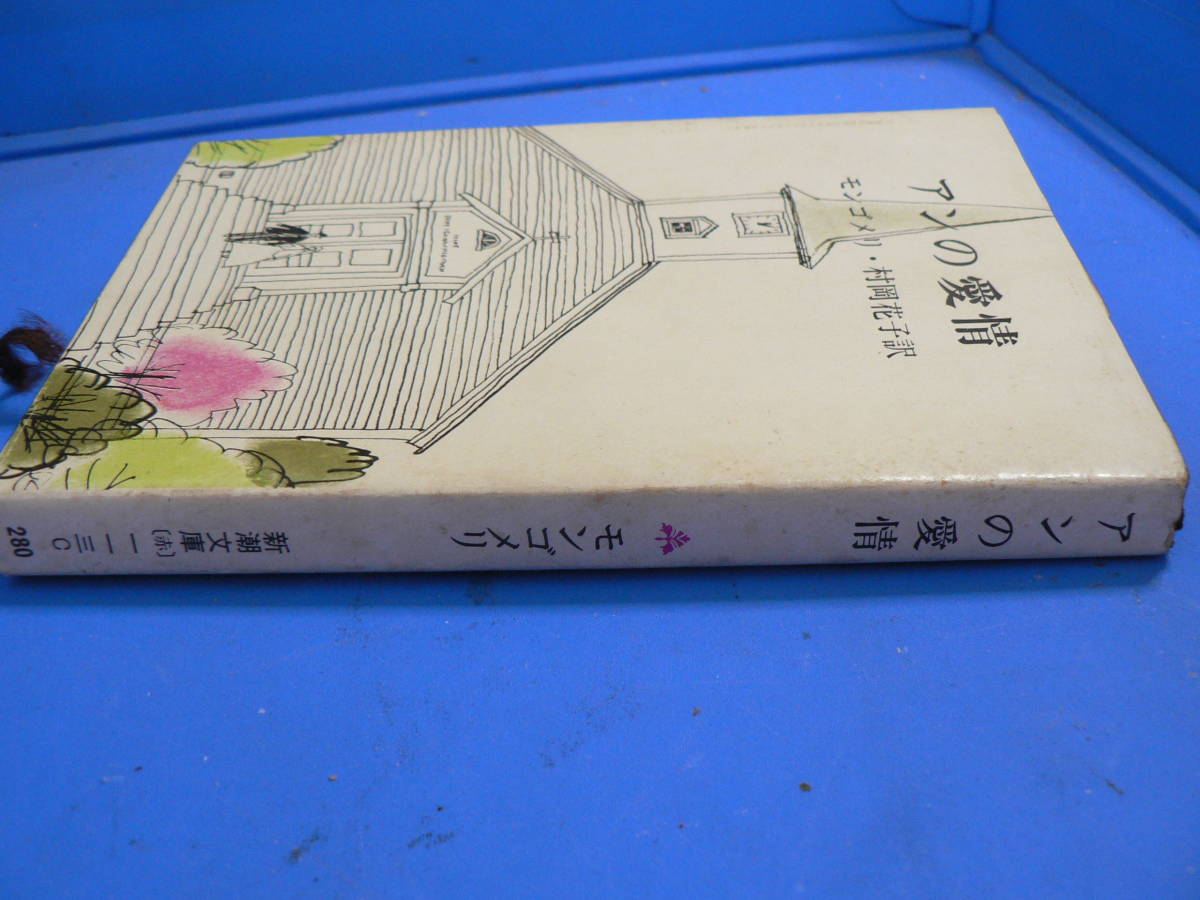 アンの愛情
モンゴメリ・村岡花子訳
アンの愛情
モンゴメリ
新潮文庫
〔赤〕一一三C
280